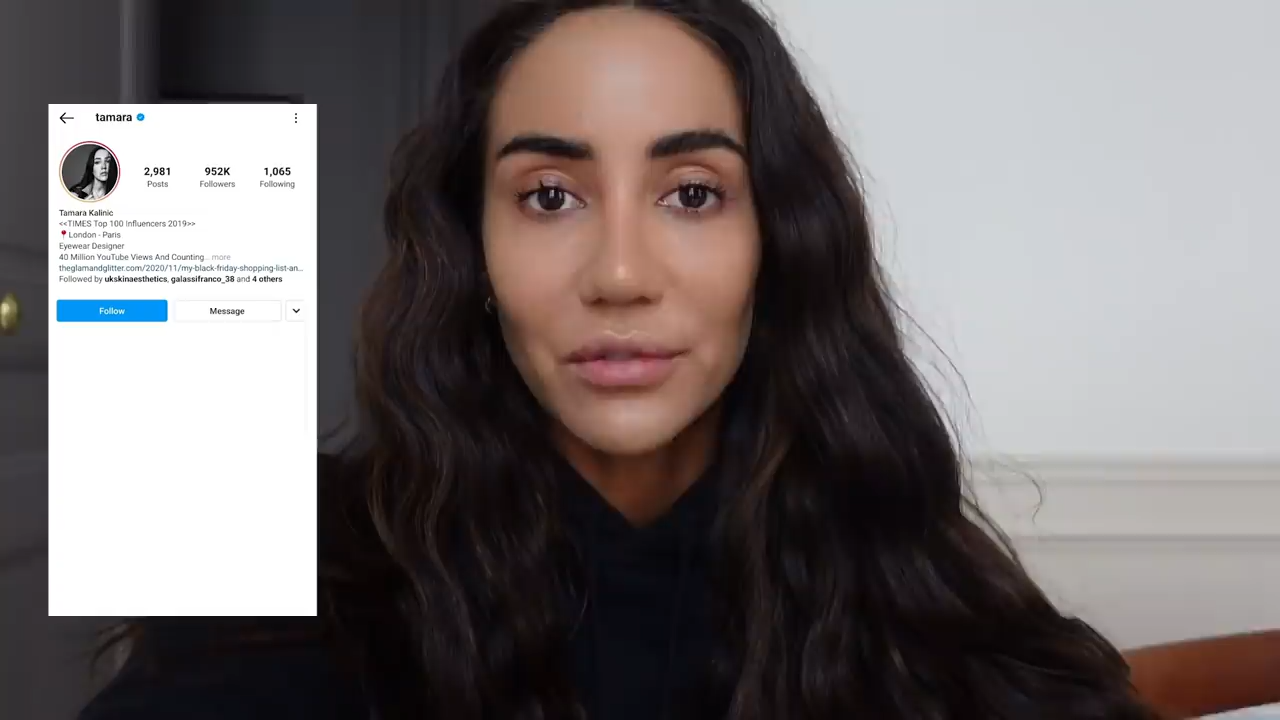 tamara
2,981
952K
1,065
Posts
Followers
Following
Tamara Kalinic
<<TIMES Top 100 Influencers 2019>>
📍London - Paris
Eyewear Designer
40 Million YouTube Views And Counting... more
theglamandglitter.com/2020/11/my-black-friday-shopping-list-an...
Followed by ukskinaesthetics, galassifranco_38 and 4 others
Follow
Message